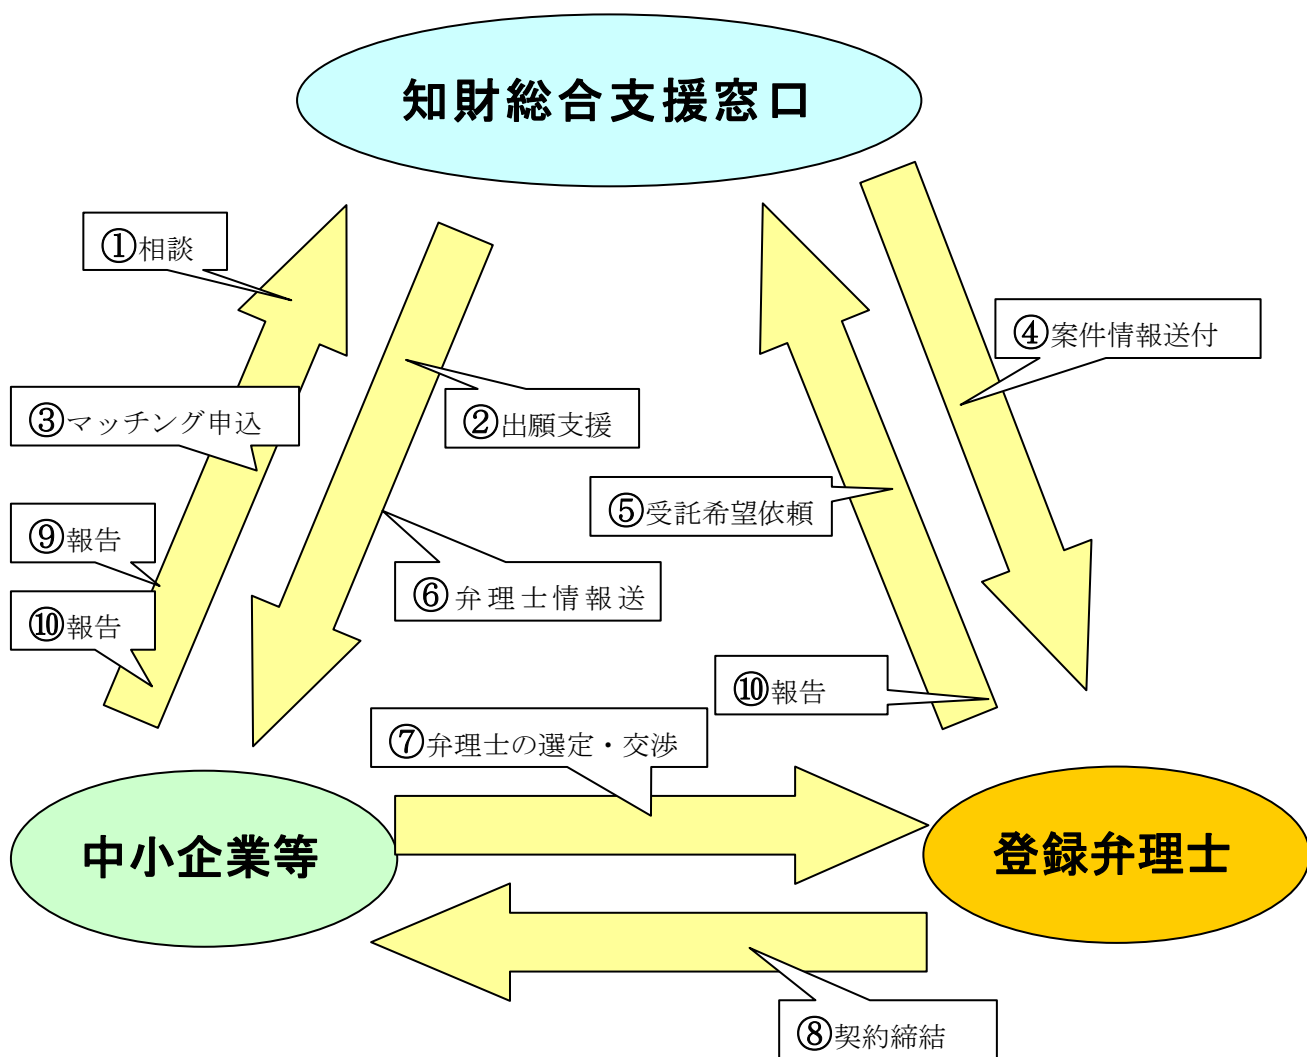 知財総合支援窓口
①相談
④案件情報送付
③マッチング申込
②出願支援
⑤受託希望依頼
⑨報告
⑥弁理士情報送
⑩報告
⑩報告
⑦弁理士の選定・交渉
中小企業等
登録弁理士
⑧契約締結